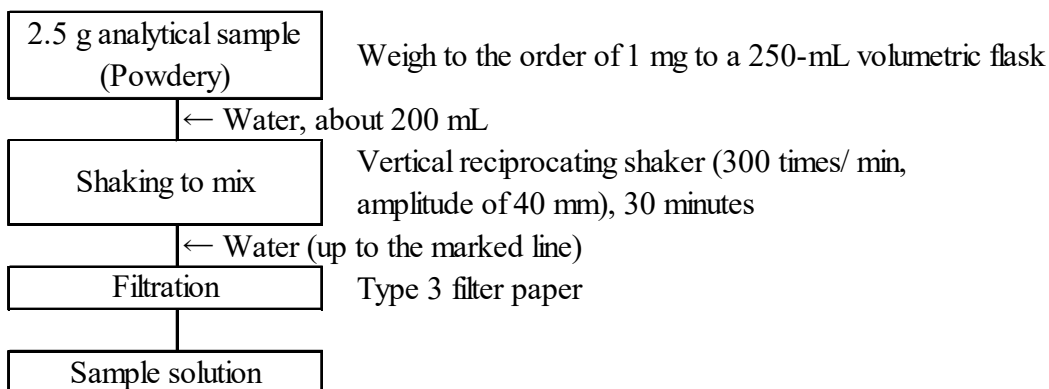 2.5 g analytical sample
(Powdery)
Weigh to the order of 1 mg to a 250-mL volumetric flask
← Water, about 200 mL
Shaking to mix
Vertical reciprocating shaker (300 times/ min,
amplitude of 40 mm), 30 minutes
← Water (up to the marked line)
Filtration
Type 3 filter paper
Sample solution